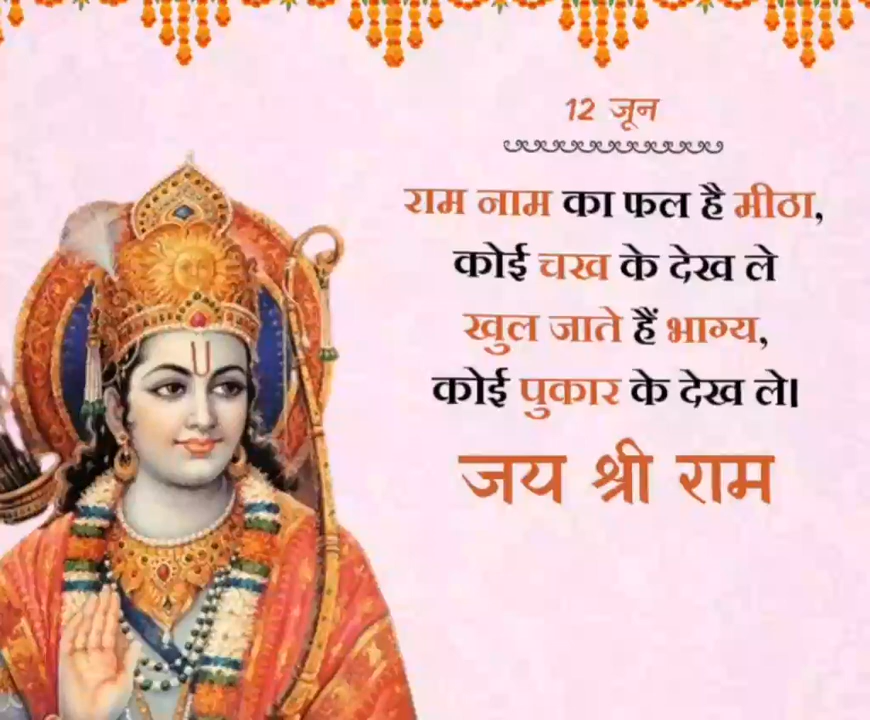 12 जून
राम नाम का फल है मीठा,
कोई चख के देख ले
खुल जाते हैं भाग्य,
कोई पुकार के देख ले।
जय श्री राम